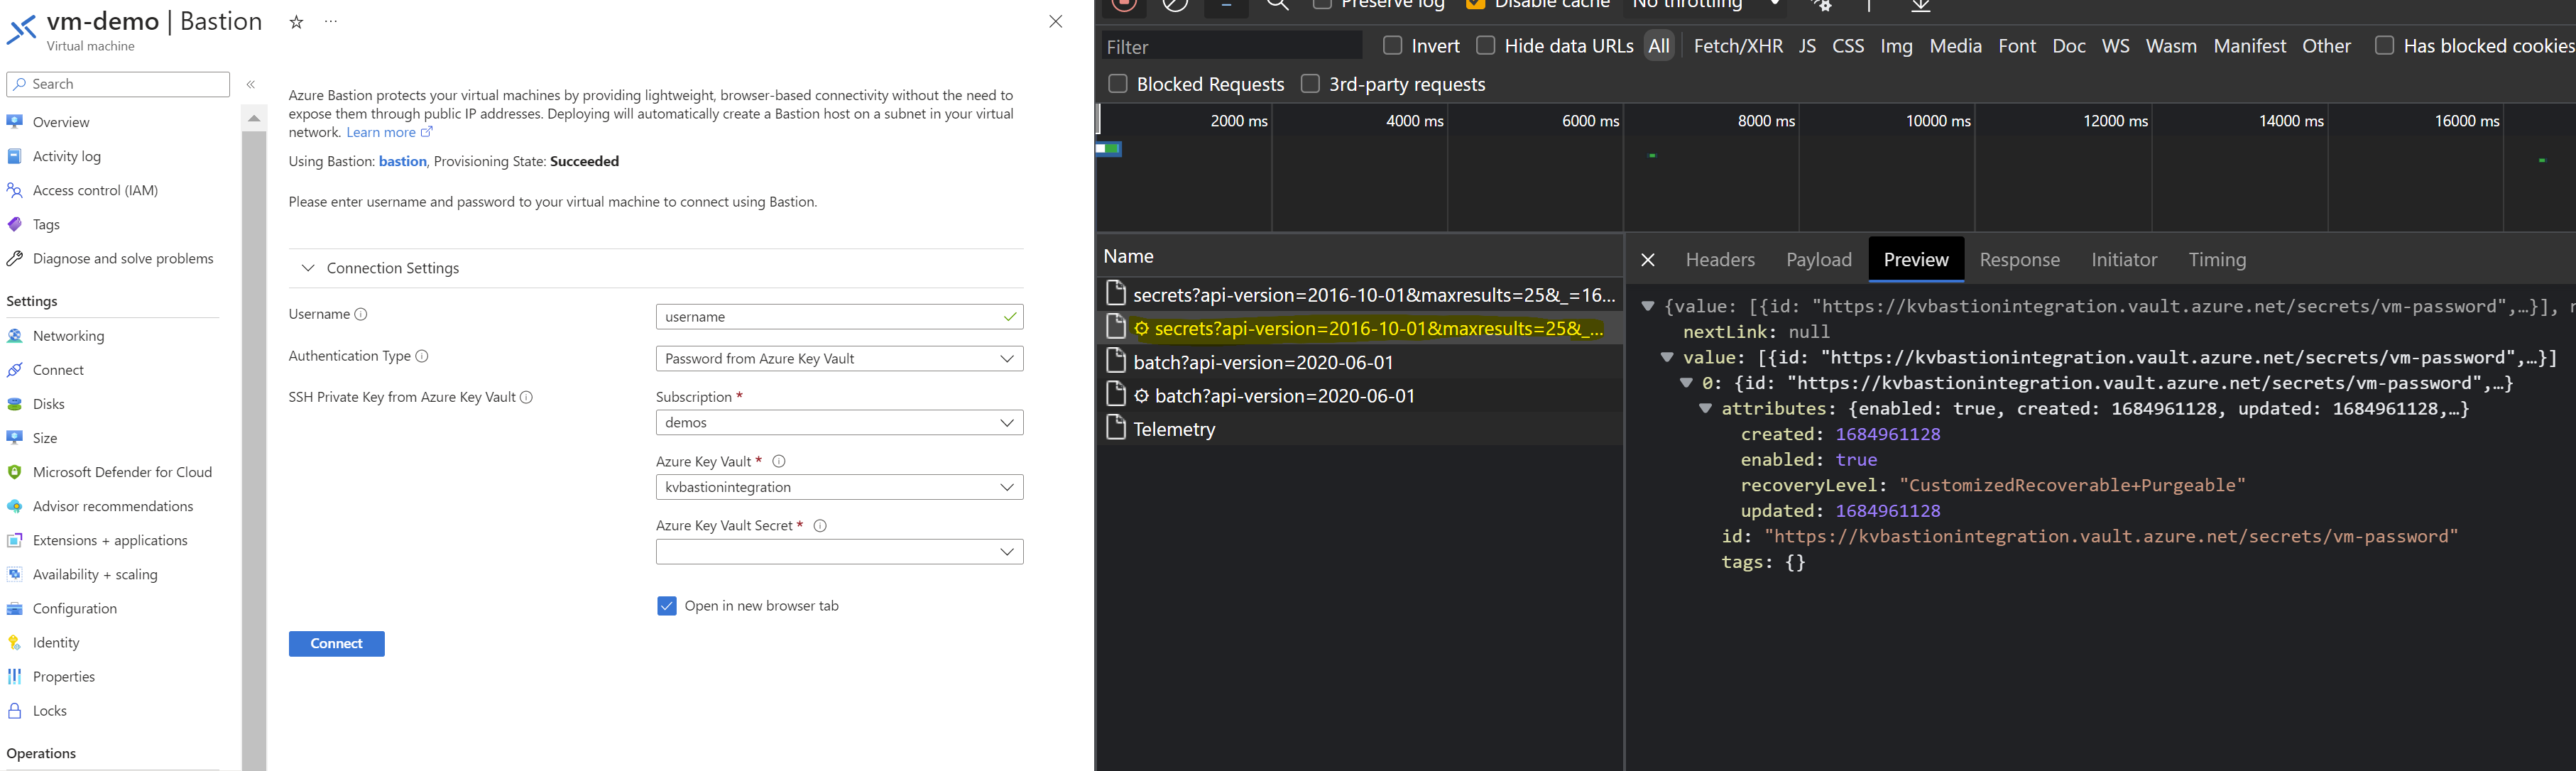 vm-demo | Bastion
Virtual machine
Search
Overview
Activity log
Access control (IAM)
Tags
Diagnose and solve problems
Settings
Networking
Connect
Disks
Size
Microsoft Defender for Cloud
Advisor recommendations
Extensions + applications
Availability + scaling
Configuration
Identity
Properties
Locks
Operations
Azure Bastion protects your virtual machines by providing lightweight, browser-based connectivity without the need to
expose them through public IP addresses. Deploying will automatically create a Bastion host on a subnet in your virtual
network. Learn more
Using Bastion: bastion, Provisioning State: Succeeded
Please enter username and password to your virtual machine to connect using Bastion.
Connection Settings
Username
username
Authentication Type
Password from Azure Key Vault
SSH Private Key from Azure Key Vault
Subscription *
demos
Azure Key Vault *
kvbastionintegration
Azure Key Vault Secret *
Open in new browser tab
Connect
Preserve log Disable cache No throttling
Filter Invert Hide data URLs All Fetch/XHR JS CSS Img Media Font Doc WS Wasm Manifest Other Has blocked cookies
Blocked Requests 3rd-party requests
2000 ms 4000 ms 6000 ms 8000 ms 10000 ms 12000 ms 14000 ms 16000 ms
Name
secrets?api-version=2016-10-01&maxresults=25&_=16...
secrets?api-version=2016-10-01&maxresults=25&_...
batch?api-version=2020-06-01
batch?api-version=2020-06-01
Telemetry
Headers Payload Preview Response Initiator Timing
{value: [{id: "https://kvbastionintegration.vault.azure.net/secrets/vm-password",…}],
nextLink: null
value: [{id: "https://kvbastionintegration.vault.azure.net/secrets/vm-password",…}]
0: {id: "https://kvbastionintegration.vault.azure.net/secrets/vm-password",…}
attributes: {enabled: true, created: 1684961128, updated: 1684961128,…}
created: 1684961128
enabled: true
recoveryLevel: "CustomizedRecoverable+Purgeable"
updated: 1684961128
id: "https://kvbastionintegration.vault.azure.net/secrets/vm-password"
tags: {}